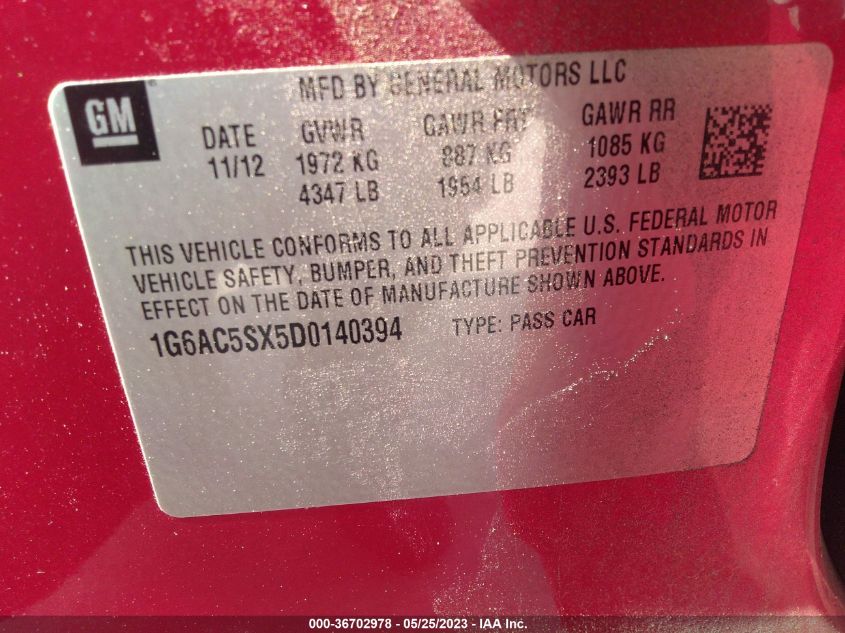 MFD BY GENERAL MOTORS LLC
GM
DATE GVWR GAWR FRT GAWR RR
11/12 1972 KG 887 KG 1085 KG
4347 LB 1954 LB 2393 LB
THIS VEHICLE CONFORMS TO ALL APPLICABLE U.S. FEDERAL MOTOR
VEHICLE SAFETY, BUMPER, AND THEFT PREVENTION STANDARDS IN
EFFECT ON THE DATE OF MANUFACTURE SHOWN ABOVE.
1G6AC5SX5D0140394 TYPE: PASS CAR
000-36702978 - 05/25/2023 - IAA Inc.